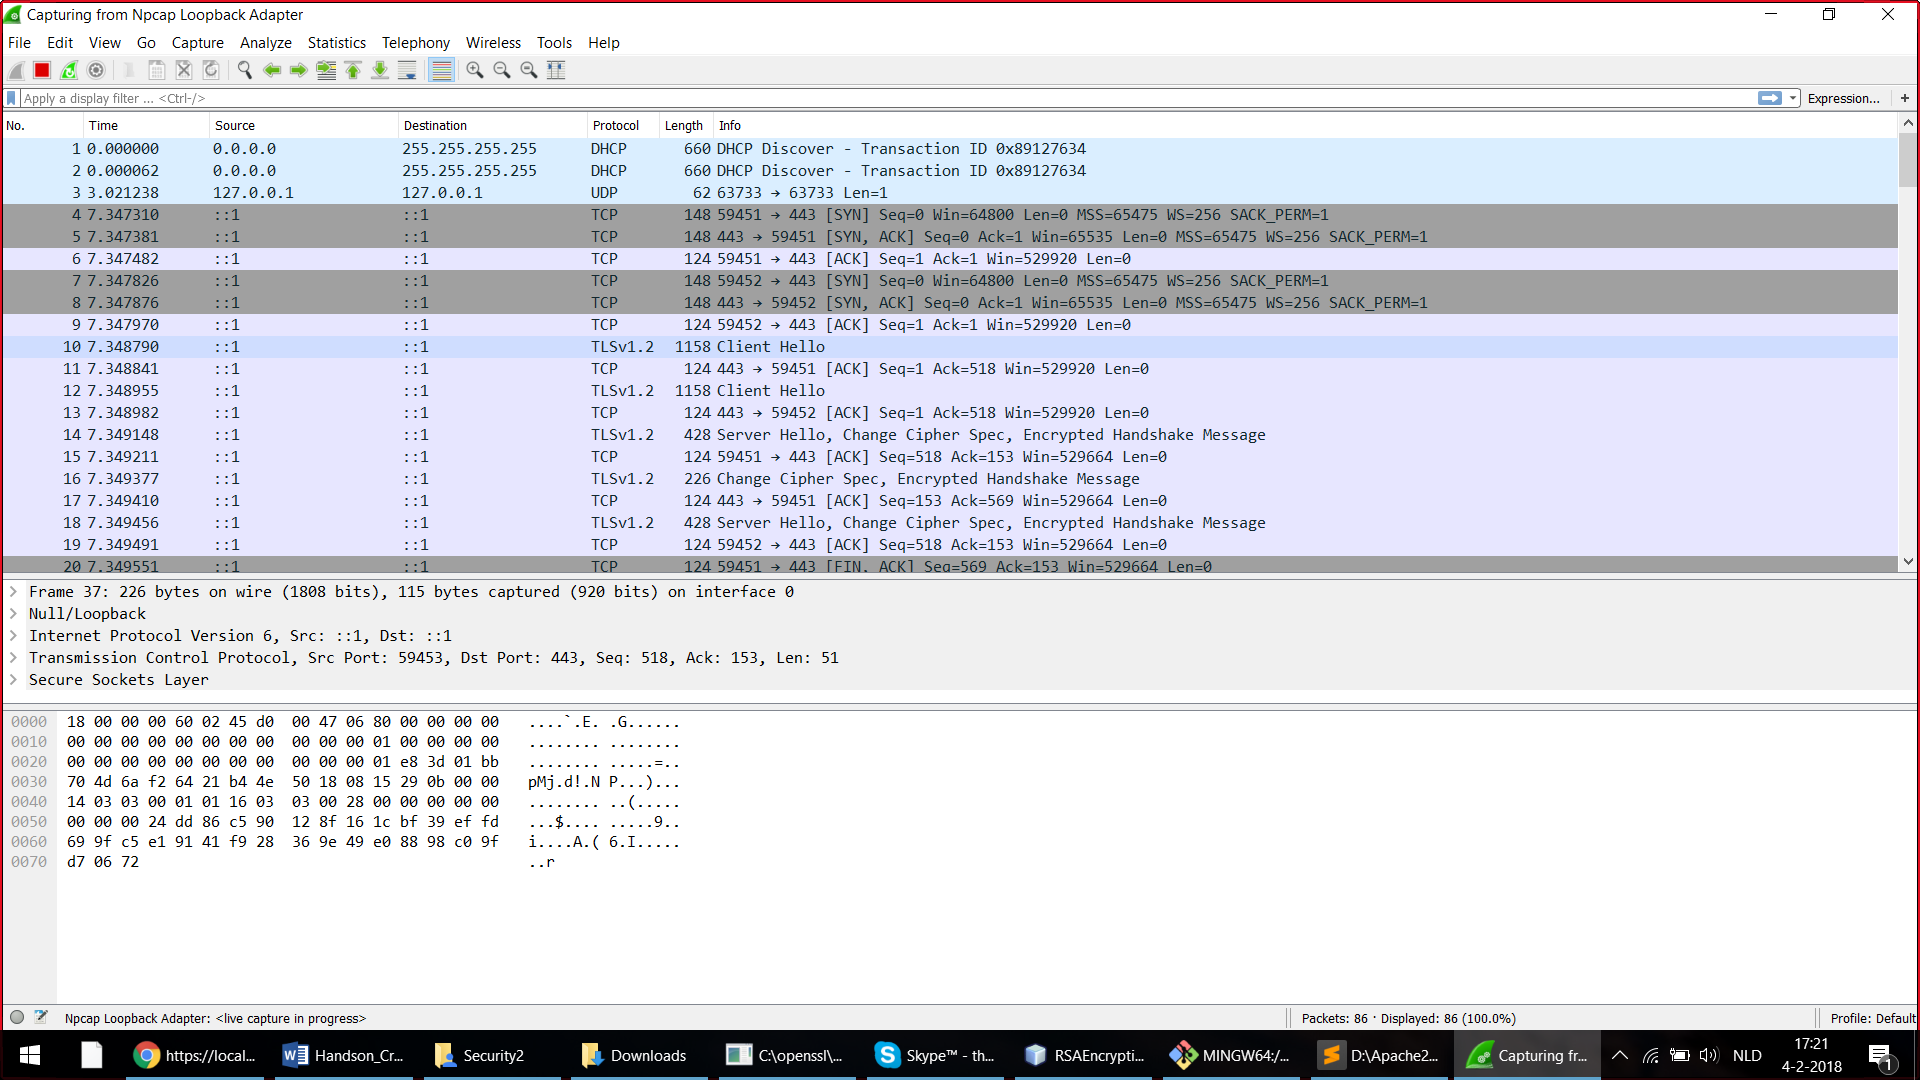 Capturing from Npcap Loopback Adapter
File Edit View Go Capture Analyze Statistics Telephony Wireless Tools Help
Apply a display filter ... <Ctrl-/> Expression... +
No. Time Source Destination Protocol Length Info
1 0.000000 0.0.0.0 255.255.255.255 DHCP 660 DHCP Discover - Transaction ID 0x89127634
2 0.000062 0.0.0.0 255.255.255.255 DHCP 660 DHCP Discover - Transaction ID 0x89127634
3 3.021238 127.0.0.1 127.0.0.1 UDP 62 63733 → 63733 Len=1
4 7.347310 ::1 ::1 TCP 148 59451 → 443 [SYN] Seq=0 Win=64800 Len=0 MSS=65475 WS=256 SACK_PERM=1
5 7.347381 ::1 ::1 TCP 148 443 → 59451 [SYN, ACK] Seq=0 Ack=1 Win=65535 Len=0 MSS=65475 WS=256 SACK_PERM=1
6 7.347482 ::1 ::1 TCP 124 59451 → 443 [ACK] Seq=1 Ack=1 Win=529920 Len=0
7 7.347826 ::1 ::1 TCP 148 59452 → 443 [SYN] Seq=0 Win=64800 Len=0 MSS=65475 WS=256 SACK_PERM=1
8 7.347876 ::1 ::1 TCP 148 443 → 59452 [SYN, ACK] Seq=0 Ack=1 Win=65535 Len=0 MSS=65475 WS=256 SACK_PERM=1
9 7.347970 ::1 ::1 TCP 124 59452 → 443 [ACK] Seq=1 Ack=1 Win=529920 Len=0
10 7.348790 ::1 ::1 TLSv1.2 1158 Client Hello
11 7.348841 ::1 ::1 TCP 124 443 → 59451 [ACK] Seq=1 Ack=518 Win=529920 Len=0
12 7.348955 ::1 ::1 TLSv1.2 1158 Client Hello
13 7.348982 ::1 ::1 TCP 124 443 → 59452 [ACK] Seq=1 Ack=518 Win=529920 Len=0
14 7.349148 ::1 ::1 TLSv1.2 428 Server Hello, Change Cipher Spec, Encrypted Handshake Message
15 7.349211 ::1 ::1 TCP 124 59451 → 443 [ACK] Seq=518 Ack=153 Win=529664 Len=0
16 7.349377 ::1 ::1 TLSv1.2 226 Change Cipher Spec, Encrypted Handshake Message
17 7.349410 ::1 ::1 TCP 124 443 → 59451 [ACK] Seq=153 Ack=569 Win=529664 Len=0
18 7.349456 ::1 ::1 TLSv1.2 428 Server Hello, Change Cipher Spec, Encrypted Handshake Message
19 7.349491 ::1 ::1 TCP 124 59452 → 443 [ACK] Seq=518 Ack=153 Win=529664 Len=0
20 7.349551 ::1 ::1 TCP 124 59451 → 443 [FIN, ACK] Seq=569 Ack=153 Win=529664 Len=0
Frame 37: 226 bytes on wire (1808 bits), 115 bytes captured (920 bits) on interface 0
Null/Loopback
Internet Protocol Version 6, Src: ::1, Dst: ::1
Transmission Control Protocol, Src Port: 59453, Dst Port: 443, Seq: 518, Ack: 153, Len: 51
Secure Sockets Layer
0000 18 00 00 00 60 02 45 d0 00 47 06 80 00 00 00 00 ....`.E. .G......
0010 00 00 00 00 00 00 00 00 00 00 00 01 00 00 00 00 ........ ........
0020 00 00 00 00 00 00 00 00 00 00 00 01 e8 3d 01 bb ........ .....=..
0030 70 4d 6a f2 64 21 b4 4e 50 18 08 15 29 0b 00 00 pMj.d!.N P...)...
0040 14 03 03 00 01 01 16 03 03 00 28 00 00 00 00 00 ........ ..(.....
0050 00 00 00 24 dd 86 c5 90 12 8f 16 1c bf 39 ef fd ...$.... .....9..
0060 69 9f c5 e1 91 41 f9 28 36 9e 49 e0 88 98 c0 9f i....A.( 6.I.....
0070 d7 06 72 ..r
Npcap Loopback Adapter: <live capture in progress> Packets: 86 · Displayed: 86 (100.0%) Profile: Default
https://local... Handson_Cr... Security2 Downloads C:\openssl\... Skype™ - th... RSAEncrypti... MINGW64:/... D:\Apache2... Capturing fr... NLD 17:21
4-2-2018 1